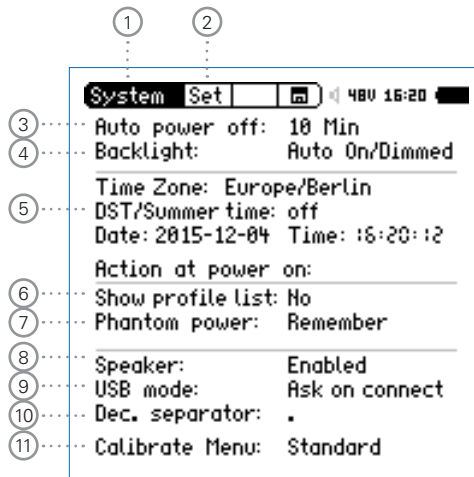 1 2
System Set 48V 16:20
3 Auto power off: 10 Min
4 Backlight: Auto On/Dimmed
Time Zone: Europe/Berlin
5 DST/Summer time: off
Date: 2015-12-04 Time: 16:20:12
Action at power on:
6 Show profile list: No
7 Phantom power: Remember
8 Speaker: Enabled
9 USB mode: Ask on connect
10 Dec. separator: .
11 Calibrate Menu: Standard